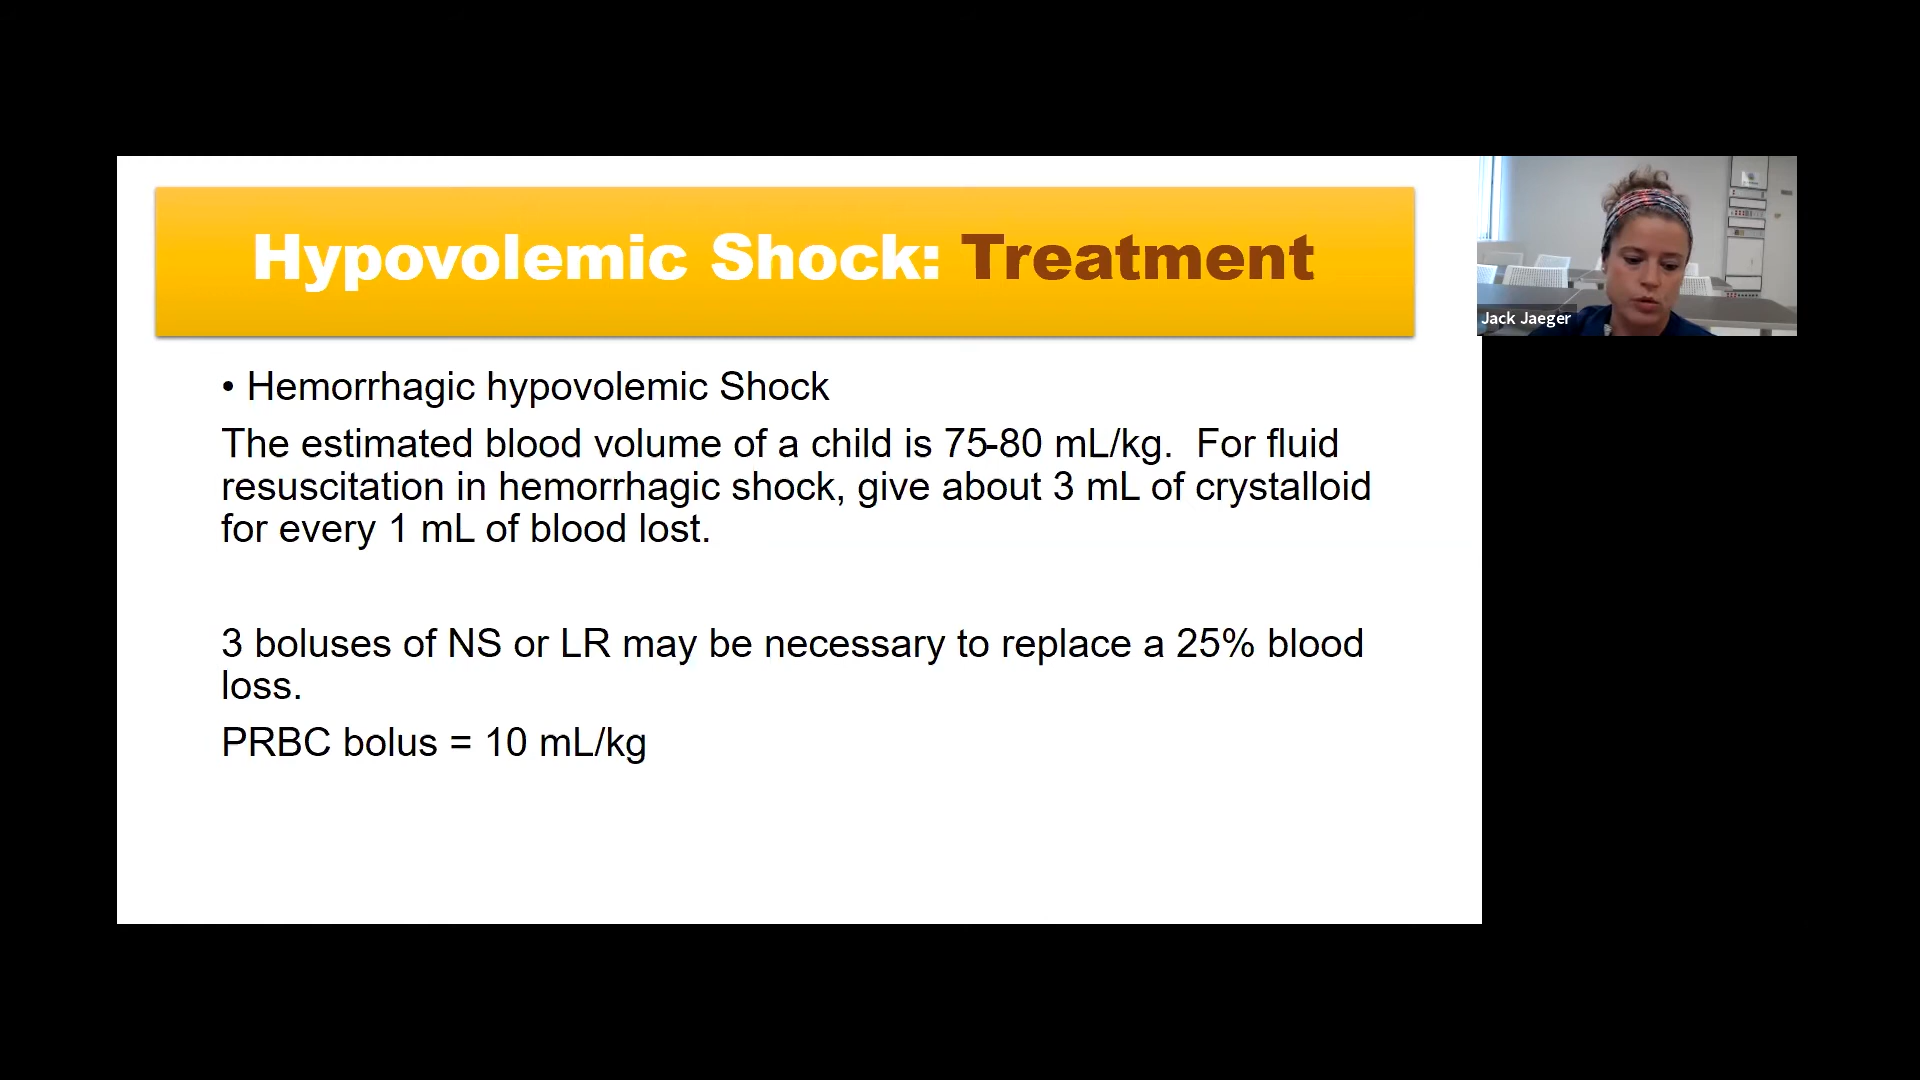 Hypovolemic Shock: Treatment
Jack Jaeger
• Hemorrhagic hypovolemic Shock
The estimated blood volume of a child is 75-80 mL/kg.  For fluid
resuscitation in hemorrhagic shock, give about 3 mL of crystalloid
for every 1 mL of blood lost.
3 boluses of NS or LR may be necessary to replace a 25% blood
loss.
PRBC bolus = 10 mL/kg